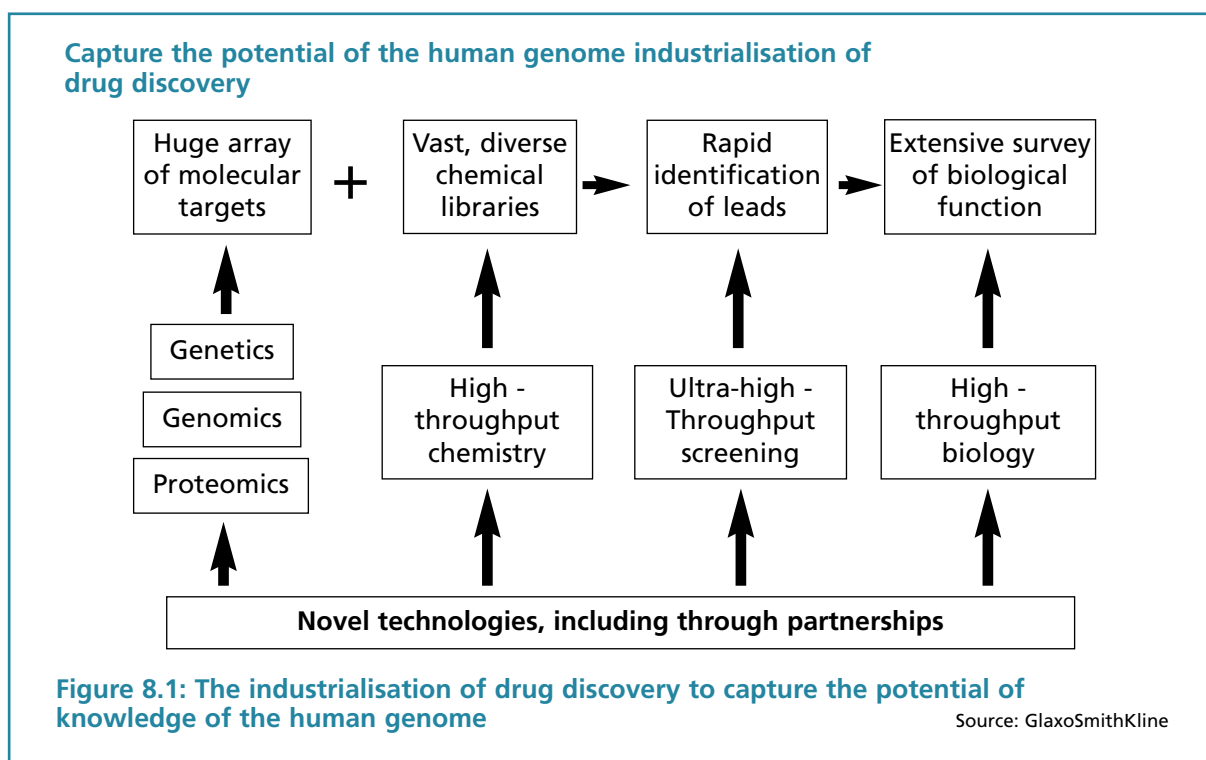 Capture the potential of the human genome industrialisation of
drug discovery
Huge array
of molecular
targets
+
Vast, diverse
chemical
libraries
Rapid
identification
of leads
Extensive survey
of biological
function
Genetics
Genomics
Proteomics
High -
throughput
chemistry
Ultra-high -
Throughput
screening
High -
throughput
biology
Novel technologies, including through partnerships
Figure 8.1: The industrialisation of drug discovery to capture the potential of
knowledge of the human genome
Source: GlaxoSmithKline